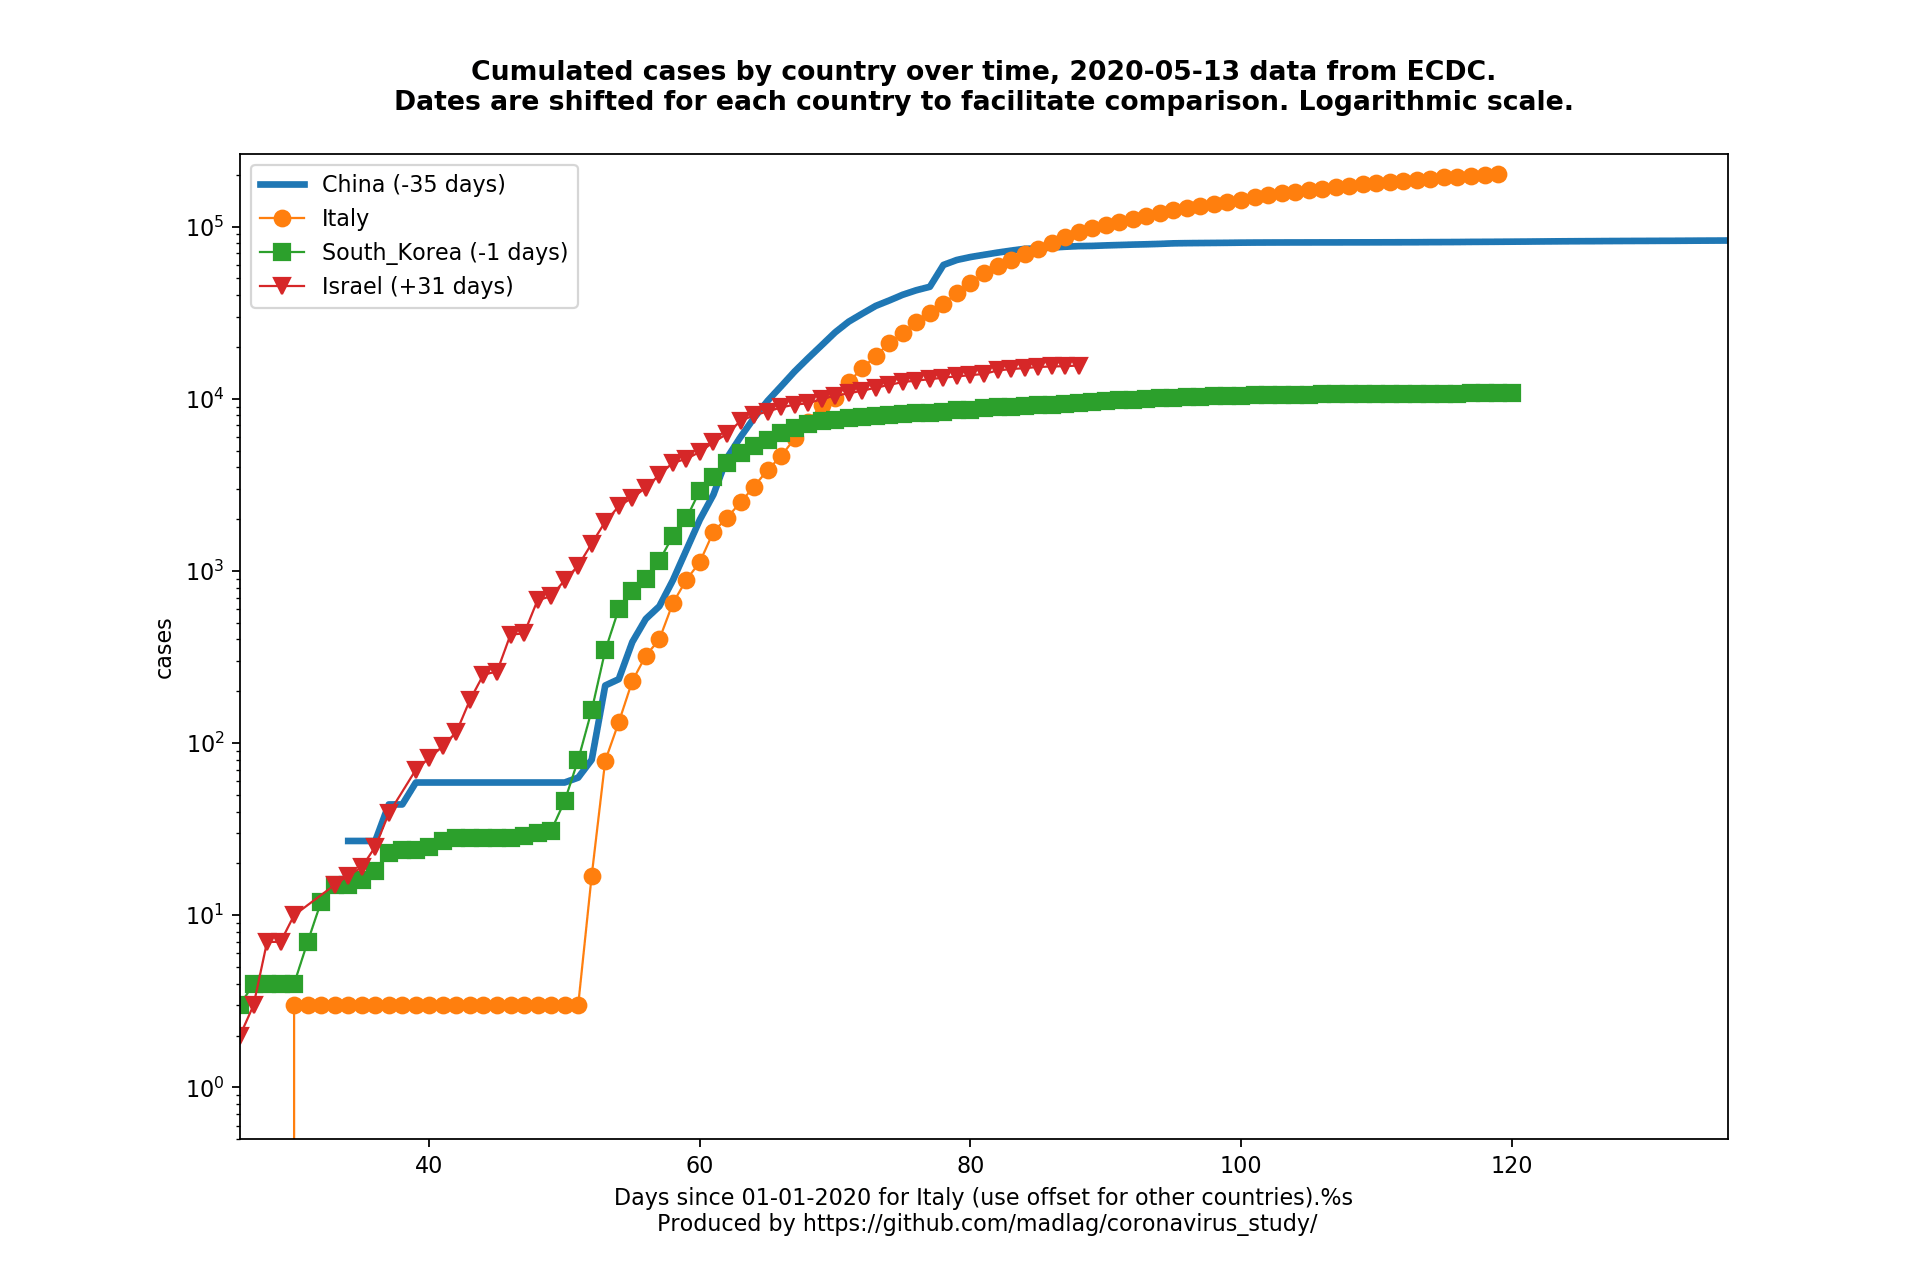 Cumulated cases by country over time, 2020-05-13 data from ECDC.
Dates are shifted for each country to facilitate comparison. Logarithmic scale.
China (-35 days)
Italy
South_Korea (-1 days)
Israel (+31 days)
10⁵
10⁴
10³
10²
10¹
10⁰
cases
40 60 80 100 120
Days since 01-01-2020 for Italy (use offset for other countries).%s
Produced by https://github.com/madlag/coronavirus_study/